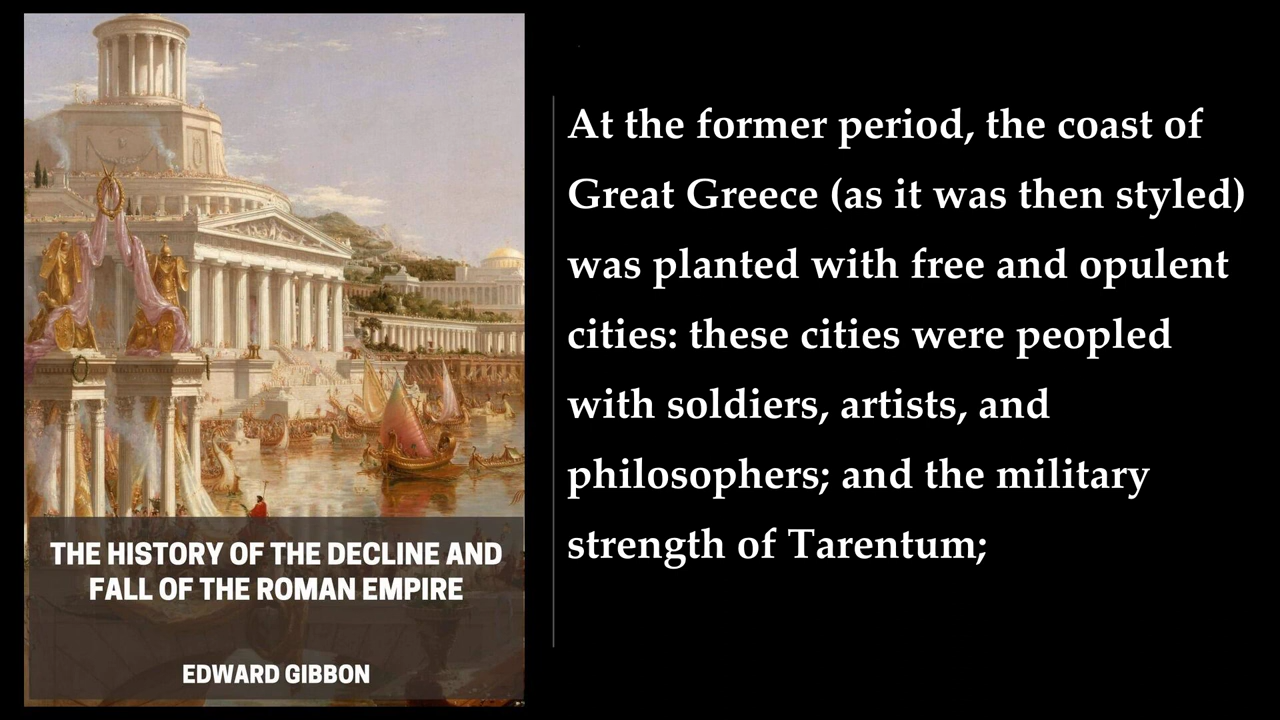 THE HISTORY OF THE DECLINE AND
FALL OF THE ROMAN EMPIRE
EDWARD GIBBON
At the former period, the coast of
Great Greece (as it was then styled)
was planted with free and opulent
cities: these cities were peopled
with soldiers, artists, and
philosophers; and the military
strength of Tarentum;